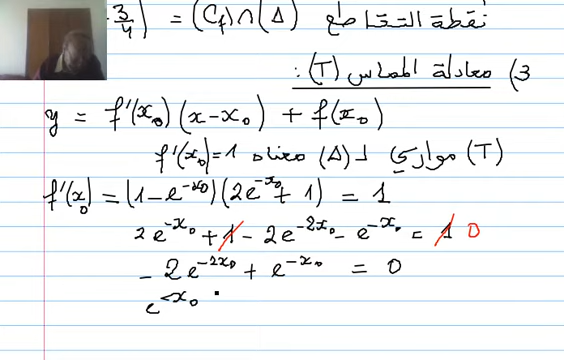 نقطة التقاطع (Cf)∩(Δ) = · 3/4)
3) معادلة المماس (T):
y = f'(x₀)(x-x₀) + f(x₀)
(T) موازي لـ (Δ) معناه f'(x₀)=1
f'(x₀) = (1-e^-x₀)(2e^-x₀ + 1) = 1
2e^-x₀ + 1 - 2e^-2x₀ - e^-x₀ = 1 0
- 2e^-2x₀ + e^-x₀ = 0
e^-x₀